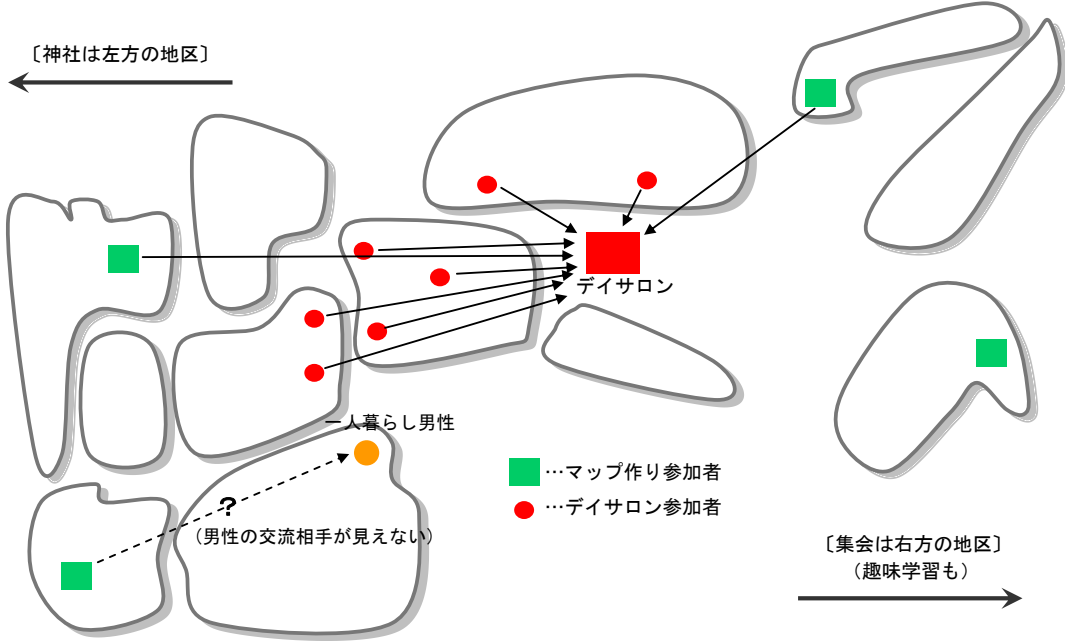 〔神社は左方の地区〕
デイサロン
一人暮らし男性
…マップ作り参加者
?
…デイサロン参加者
（男性の交流相手が見えない）
〔集会は右方の地区〕
（趣味学習も）